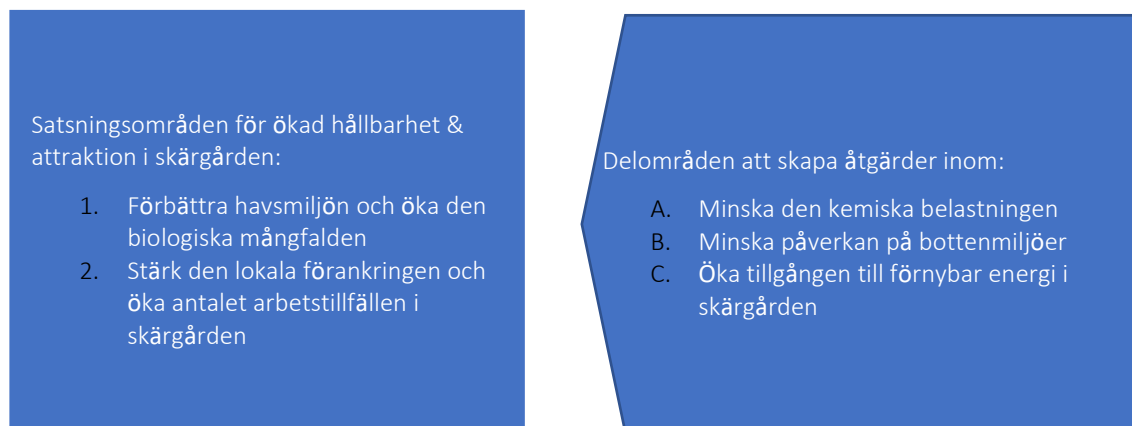 Satsningsområden för ökad hållbarhet &
attraktion i skärgården:
1. Förbättra havsmiljön och öka den
biologiska mångfalden
2. Stärk den lokala förankringen och
öka antalet arbetstillfällen i
skärgården
Delområden att skapa åtgärder inom:
A. Minska den kemiska belastningen
B. Minska påverkan på bottenmiljöer
C. Öka tillgången till förnybar energi i
skärgården